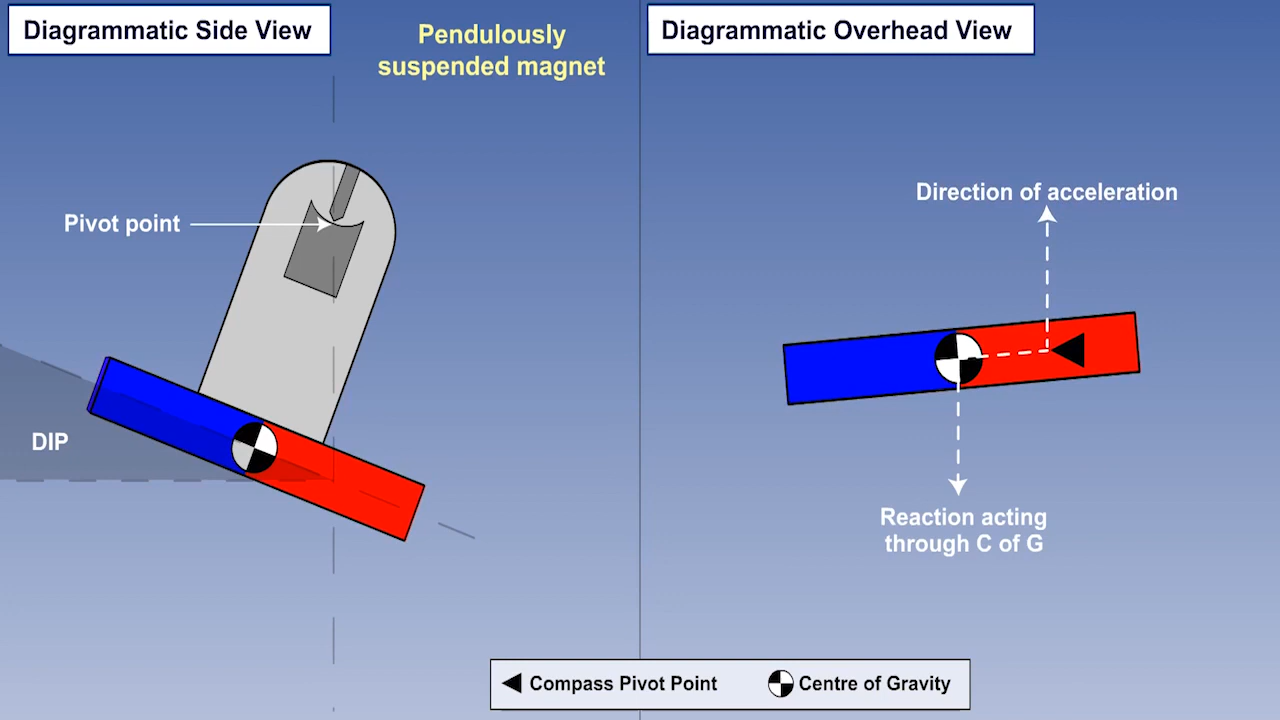 Diagrammatic Side View
Pendulously
suspended magnet
Diagrammatic Overhead View
Pivot point
DIP
Direction of acceleration
Reaction acting
through C of G
Compass Pivot Point
Centre of Gravity